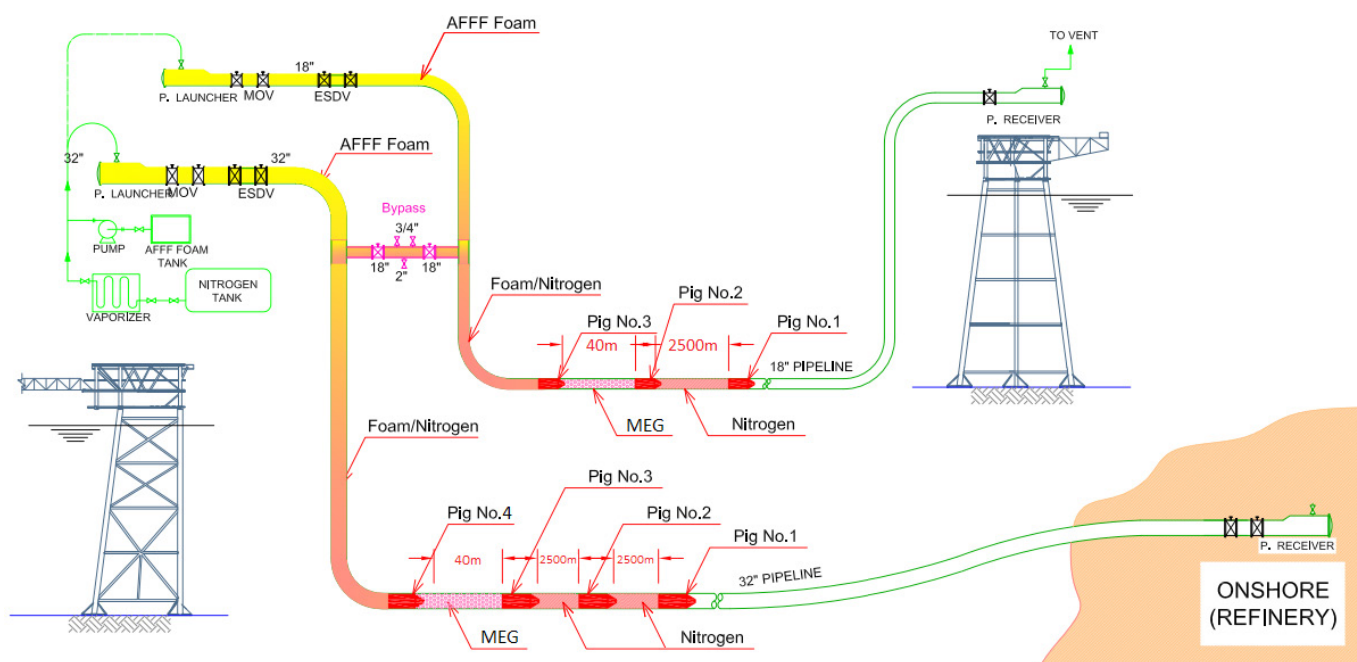 AFFF Foam
18"
P. LAUNCHER
MOV
ESDV
TO VENT
P. RECEIVER
AFFF Foam
32"
32"
P. LAUNCHER
MOV
ESDV
Bypass
3/4"
18"
2"
18"
PUMP
AFFF FOAM
TANK
NITROGEN
TANK
VAPORIZER
Foam/Nitrogen
Pig No.2
Pig No.3
Pig No.1
40m
2500m
18" PIPELINE
MEG
Nitrogen
Foam/Nitrogen
Pig No.3
Pig No.4
Pig No.2
Pig No.1
40m
2500m
2500m
32" PIPELINE
MEG
Nitrogen
P. RECEIVER
ONSHORE
(REFINERY)